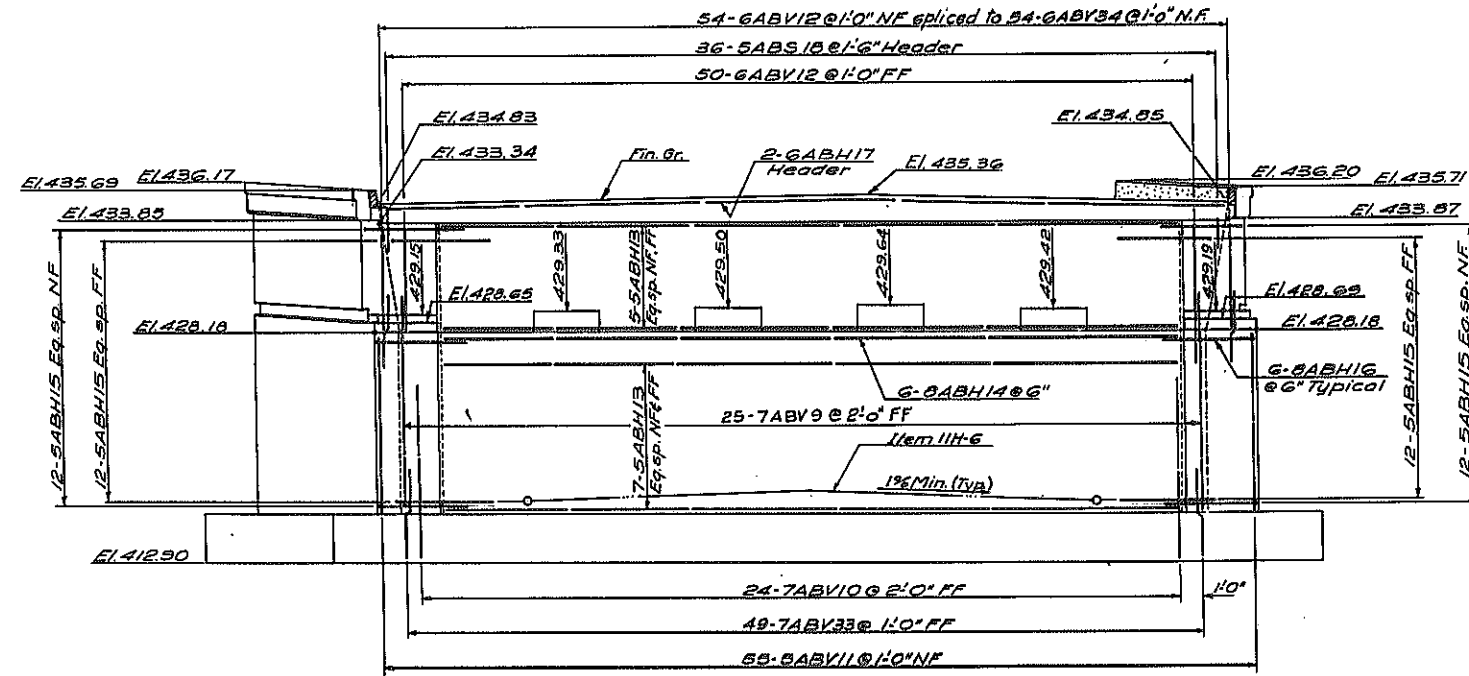 54-6ABV12@1'-0" NF spliced to 54-6ABV34@1'-0" N.F.
36-5ABS18@1'-6" Header
50-6ABV12@1'-0" FF
El.434.83
El.434.85
El.433.34
Fin. Gr.
2-6ABH17
Header
El.435.36
El.435.69
El.436.17
El.436.20
El.435.71
El.433.85
El.433.87
12-5ABH15 Eq. sp. NF
12-5ABH15 Eq. sp. FF
429.15
429.33
5-5ABH13
Eq. sp. NF, FF
429.50
429.64
429.42
429.19
El.428.65
El.428.69
El.428.18
El.428.18
12-5ABH15 Eq. sp. FF
12-5ABH15 Eq. sp. NF
6-8ABH14@6"
6-8ABH16
@6" Typical
25-7ABV9@2'-0" FF
7-5ABH13
Eq. sp. NF&FF
Item 11H-6
1% Min. (Typ.)
El.412.90
24-7ABV10@2'-0" FF
1'-0"
49-7ABV33@1'-0" FF
55-5ABV11@1'-0" NF